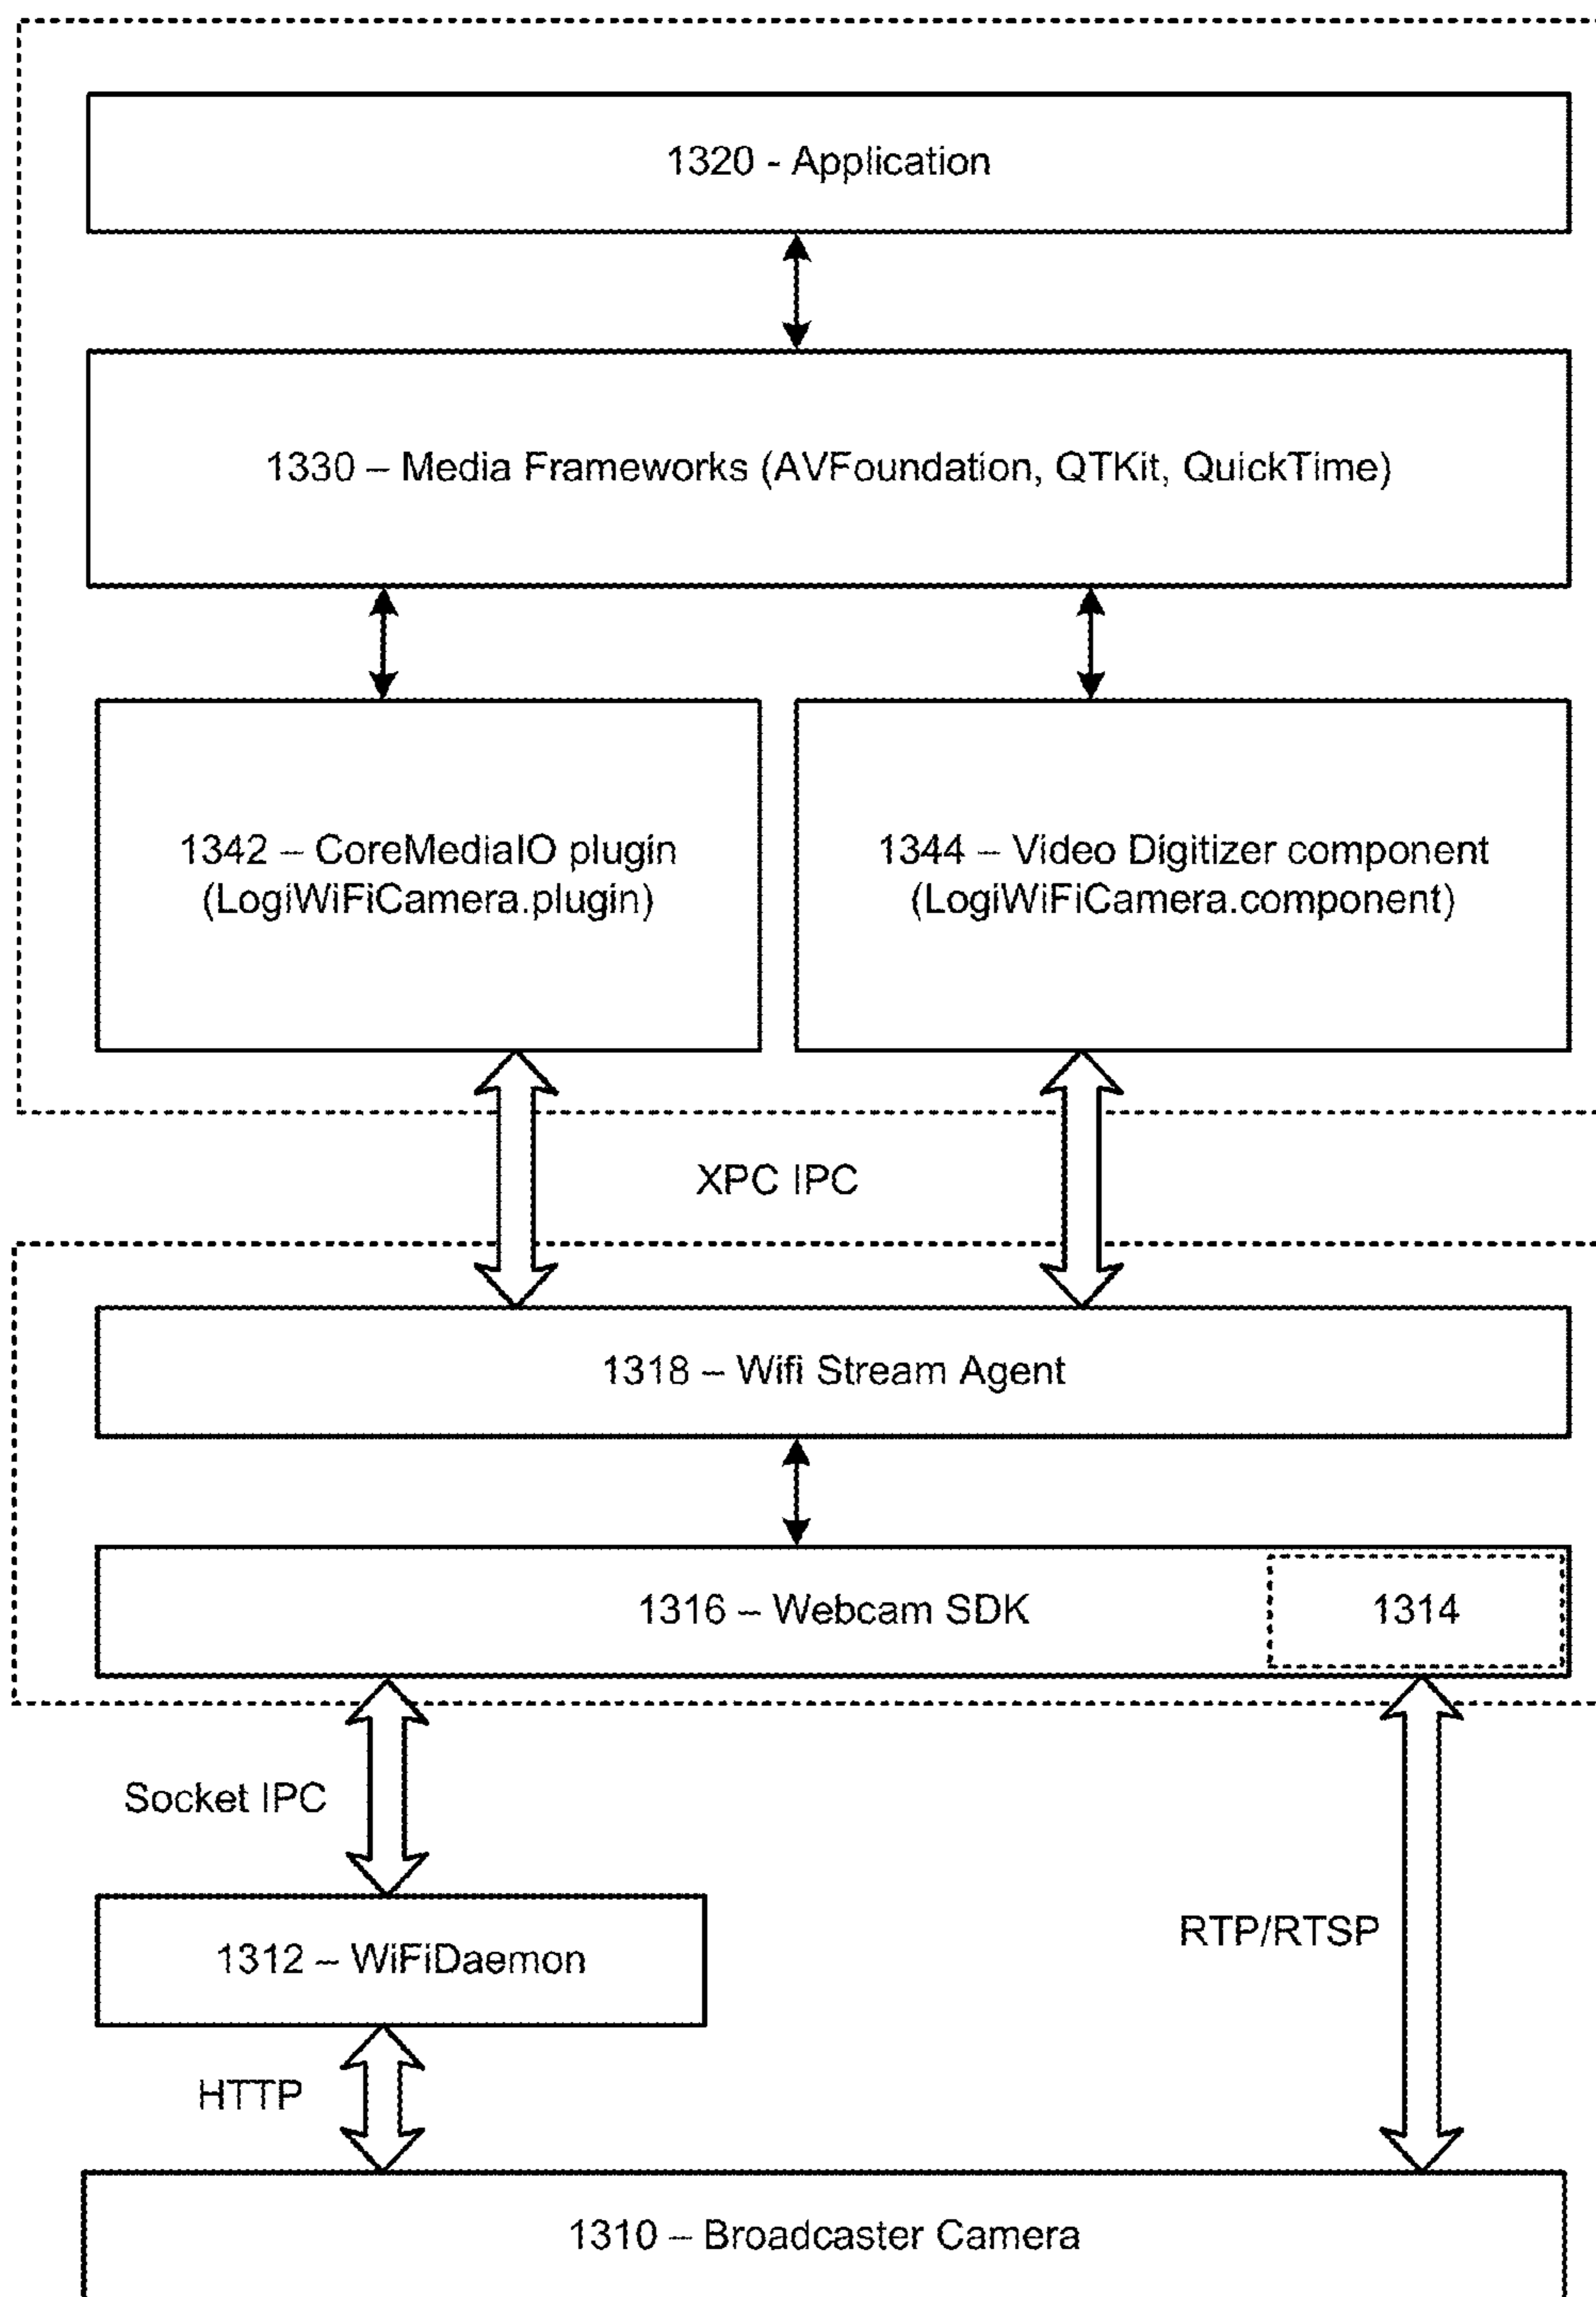 1320 - Application
1330 – Media Frameworks (AVFoundation, QTKit, QuickTime)
1342 – CoreMediaIO plugin
(LogiWiFiCamera.plugin)
1344 – Video Digitizer component
(LogiWiFiCamera.component)
XPC IPC
1318 – Wifi Stream Agent
1316 – Webcam SDK
1314
Socket IPC
1312 – WiFiDaemon
RTP/RTSP
HTTP
1310 – Broadcaster Camera